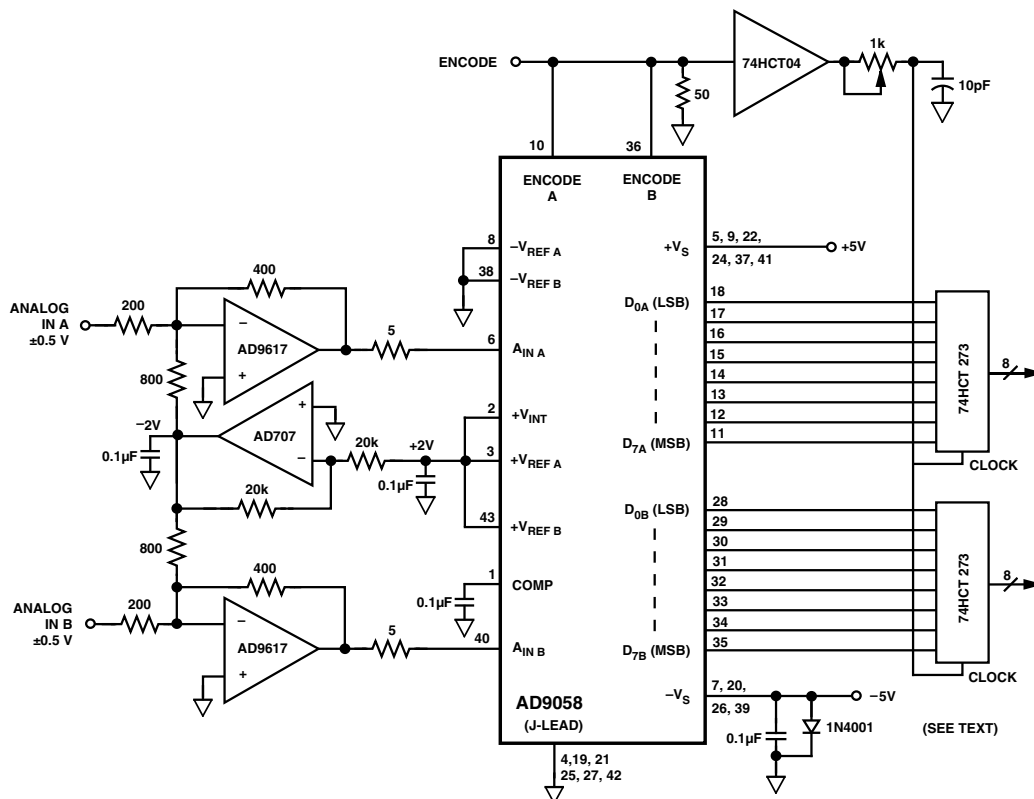 ENCODE
74HCT04
1k
10pF
50
10
36
ENCODE
A
ENCODE
B
8
–VREF A
38
–VREF B
+VS
5, 9, 22,
24, 37, 41
+5V
ANALOG
IN A
±0.5 V
200
400
AD9617
–
+
5
6
AIN A
800
–2V
0.1µF
AD707
+
–
20k
20k
+2V
0.1µF
2
+VINT
3
+VREF A
43
+VREF B
800
1
COMP
0.1µF
ANALOG
IN B
±0.5 V
200
400
AD9617
–
+
5
40
AIN B
D0A (LSB)
18
17
16
15
14
13
12
11
D7A (MSB)
74HCT 273
8
CLOCK
D0B (LSB)
28
29
30
31
32
33
34
35
D7B (MSB)
74HCT 273
8
CLOCK
–VS
7, 20,
26, 39
–5V
0.1µF
1N4001
(SEE TEXT)
AD9058
(J-LEAD)
4,19, 21
25, 27, 42